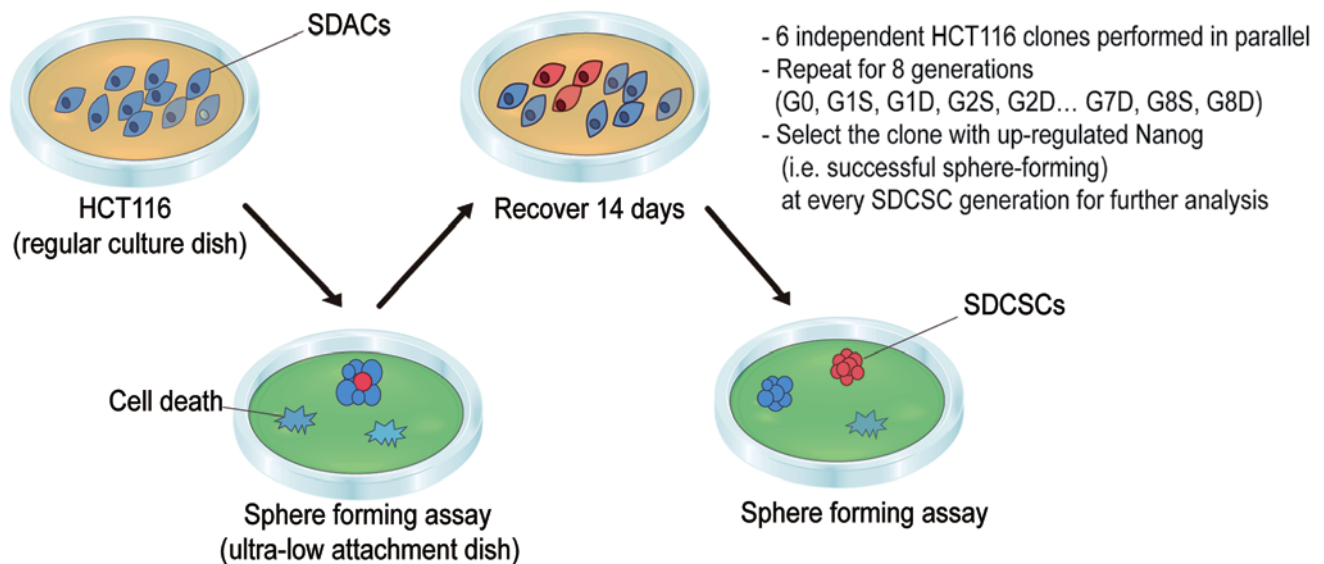 SDACs
HCT116
(regular culture dish)
Recover 14 days
- 6 independent HCT116 clones performed in parallel
- Repeat for 8 generations
(G0, G1S, G1D, G2S, G2D... G7D, G8S, G8D)
- Select the clone with up-regulated Nanog
(i.e. successful sphere-forming)
at every SDCSC generation for further analysis
Cell death
Sphere forming assay
(ultra-low attachment dish)
SDCSCs
Sphere forming assay